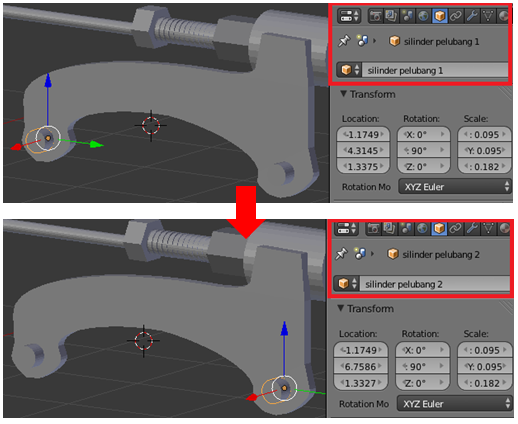 silinder pelubang 1
silinder pelubang 1
Transform
Location: Rotation: Scale:
1.1749 X: 0° : 0.095
4.3145 : 90° Y: 0.095
1.3375 Z: 0° : 0.182
Rotation Mo XYZ Euler
silinder pelubang 2
silinder pelubang 2
Transform
Location: Rotation: Scale:
-1.1749 X: 0° : 0.095
6.7586 : 90° Y: 0.095
1.3327 Z: 0° : 0.182
Rotation Mo XYZ Euler